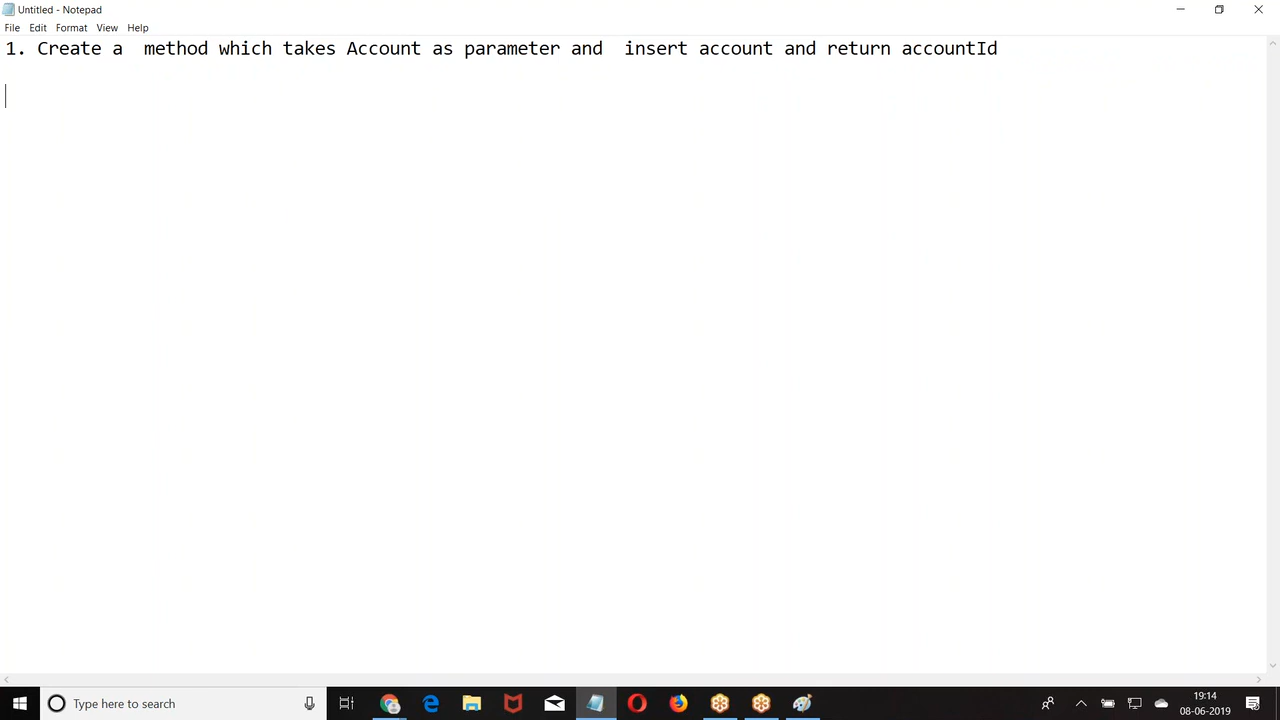 Untitled - Notepad
File Edit Format View Help
1. Create a  method which takes Account as parameter and  insert account and return accountId
Type here to search
19:14
08-06-2019